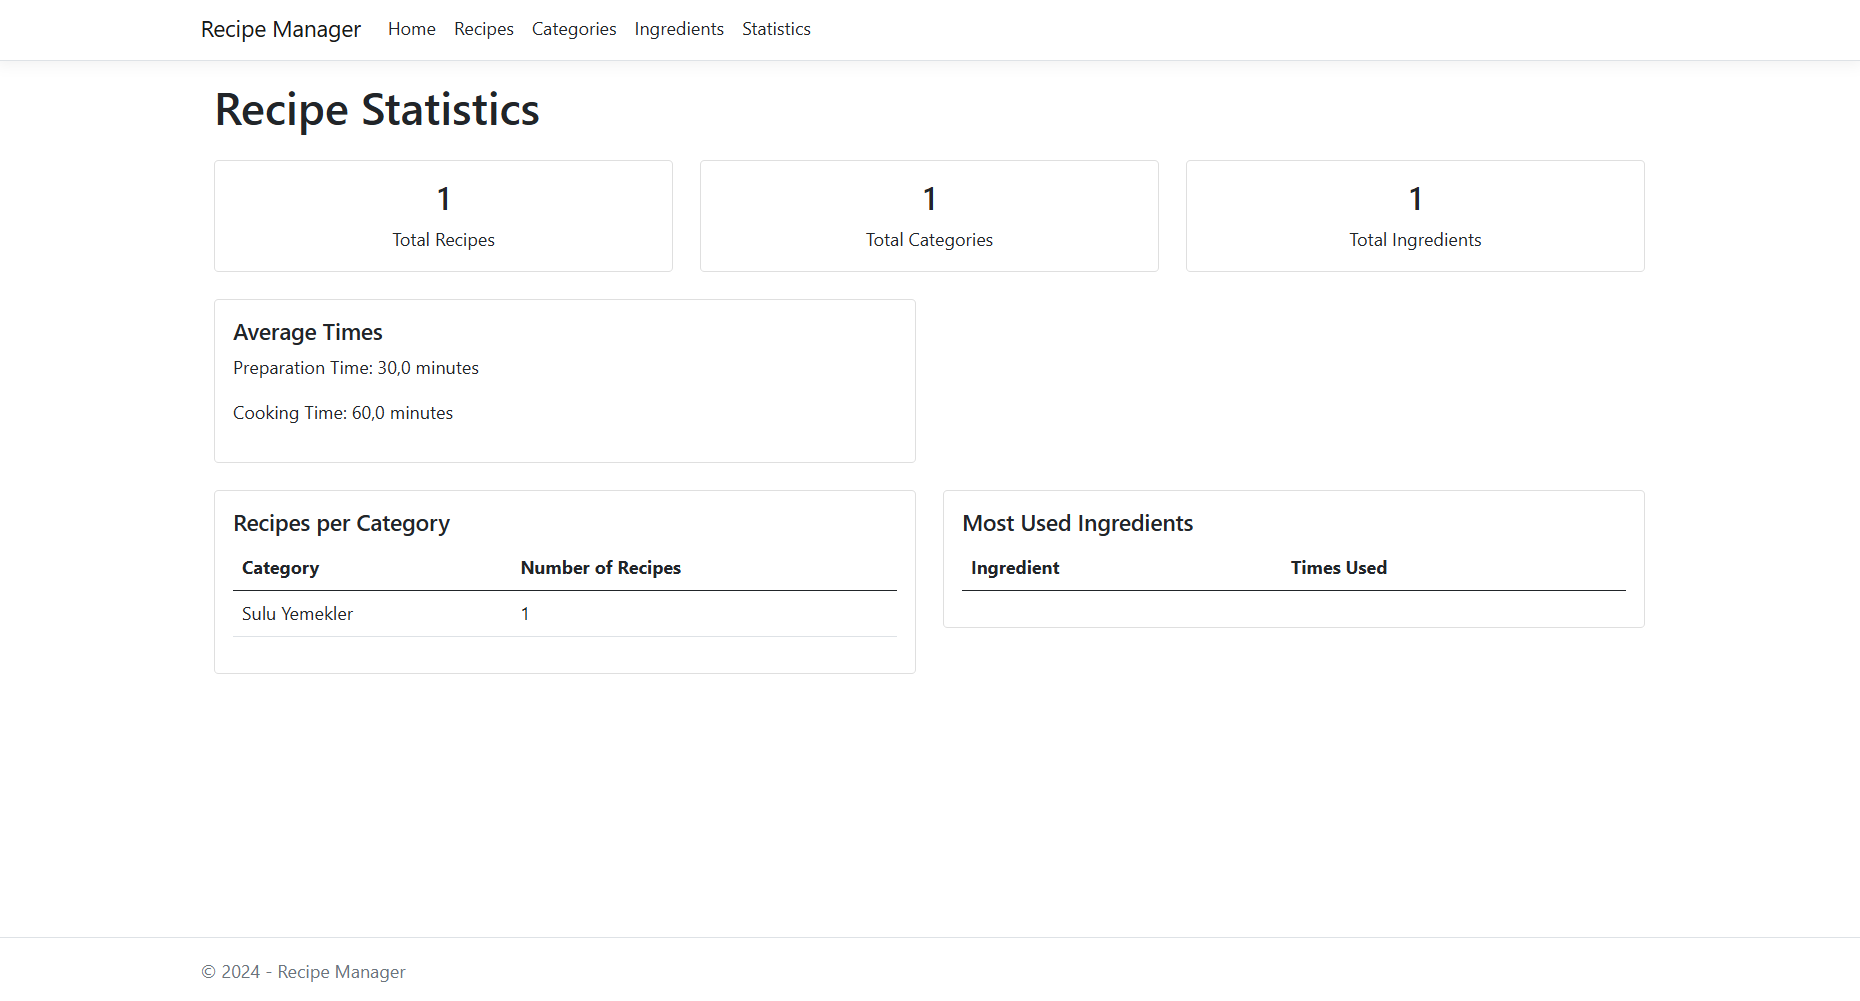 Recipe Manager Home Recipes Categories Ingredients Statistics
Recipe Statistics
1
Total Recipes
1
Total Categories
1
Total Ingredients
Average Times
Preparation Time: 30,0 minutes
Cooking Time: 60,0 minutes
Recipes per Category
Category Number of Recipes
Sulu Yemekler 1
Most Used Ingredients
Ingredient Times Used
© 2024 - Recipe Manager